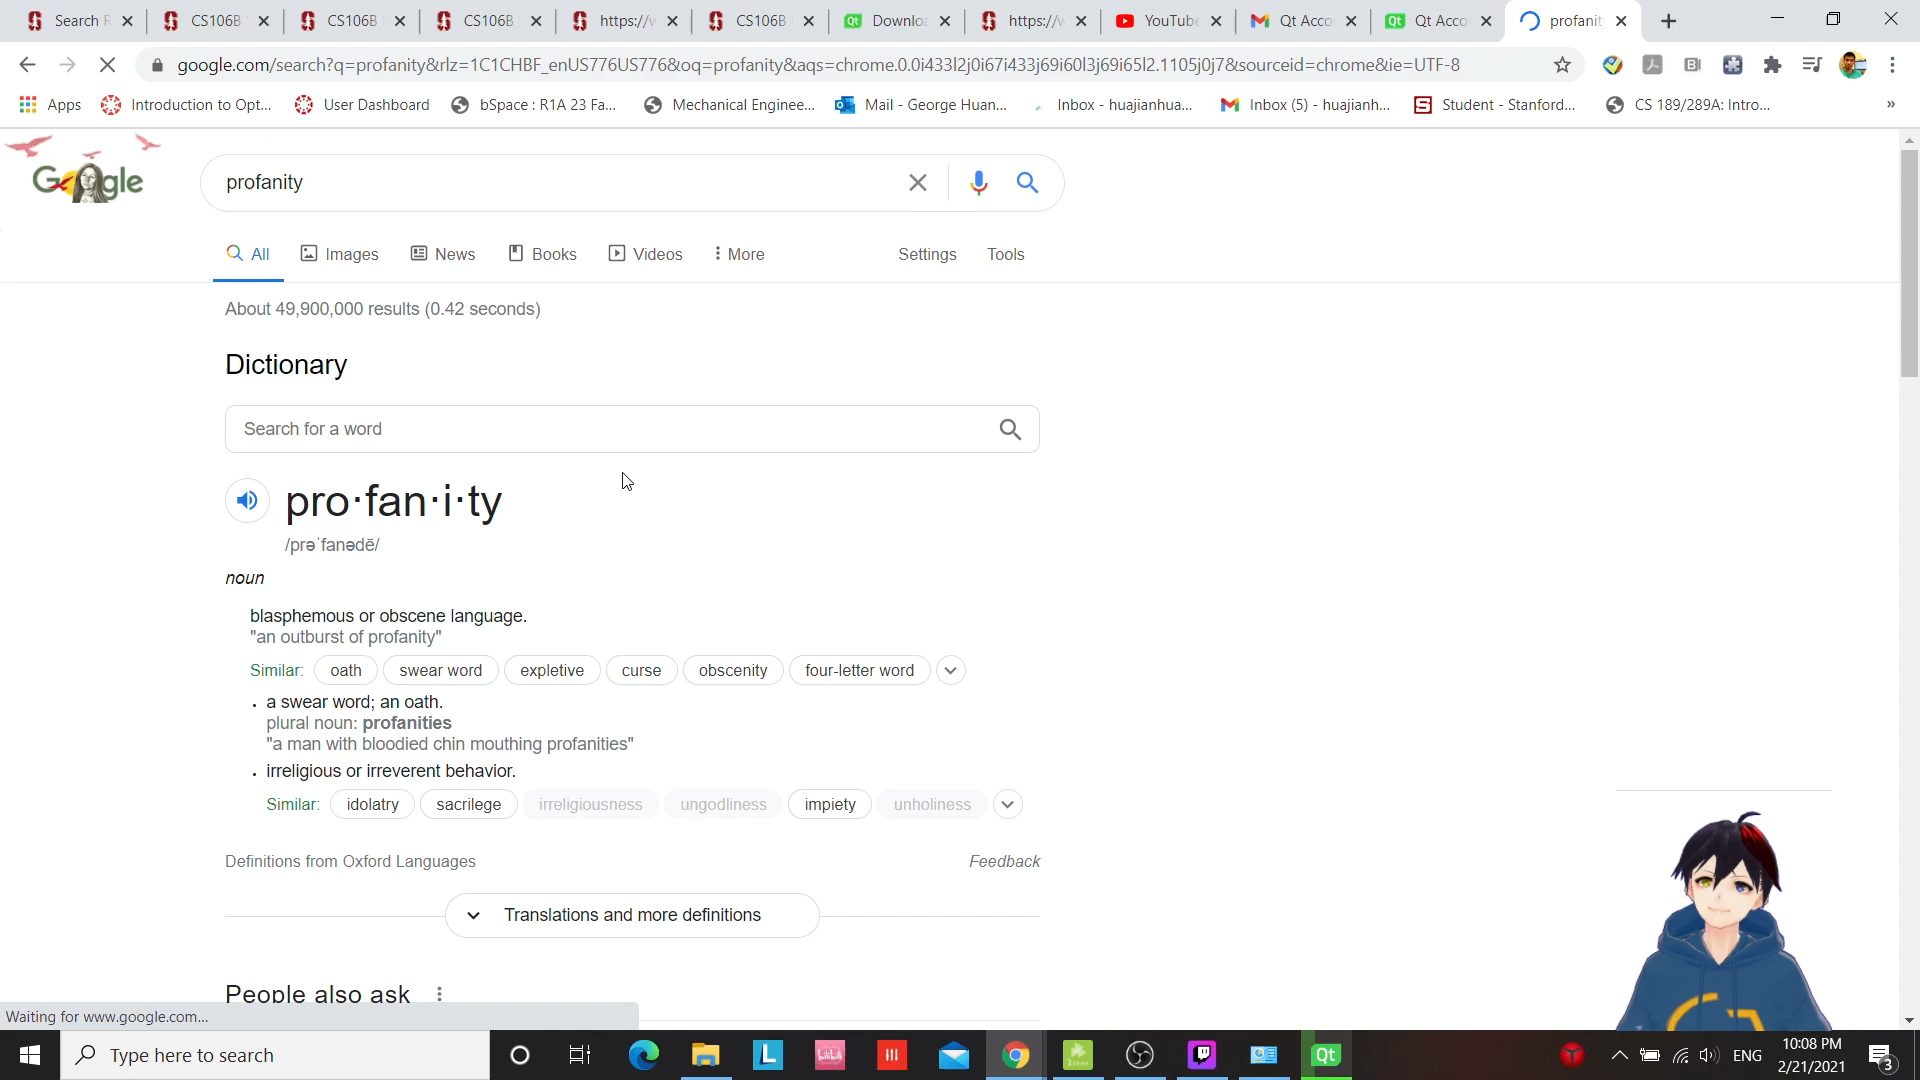 Search R CS106B CS106B CS106B https://w CS106B Downloa https://w YouTube Qt Acco Qt Acco profanit
google.com/search?q=profanity&rlz=1C1CHBF_enUS776US776&oq=profanity&aqs=chrome.0.0i433l2j0i67i433j69i60l3j69i65l2.1105j0j7&sourceid=chrome&ie=UTF-8
Apps Introduction to Opt... User Dashboard bSpace : R1A 23 Fa... Mechanical Enginee... Mail - George Huan... Inbox - huajianhua... Inbox (5) - huajianh... Student - Stanford... CS 189/289A: Intro... »
Google
profanity
All Images News Books Videos More Settings Tools
About 49,900,000 results (0.42 seconds)
Dictionary
Search for a word
pro·fan·i·ty
/prəˈfanədē/
noun
blasphemous or obscene language.
"an outburst of profanity"
Similar: oath swear word expletive curse obscenity four-letter word
• a swear word; an oath.
plural noun: profanities
"a man with bloodied chin mouthing profanities"
• irreligious or irreverent behavior.
Similar: idolatry sacrilege irreligiousness ungodliness impiety unholiness
Definitions from Oxford Languages Feedback
Translations and more definitions
People also ask
Waiting for www.google.com...
Type here to search
L
Qt
ENG
10:08 PM
2/21/2021
3